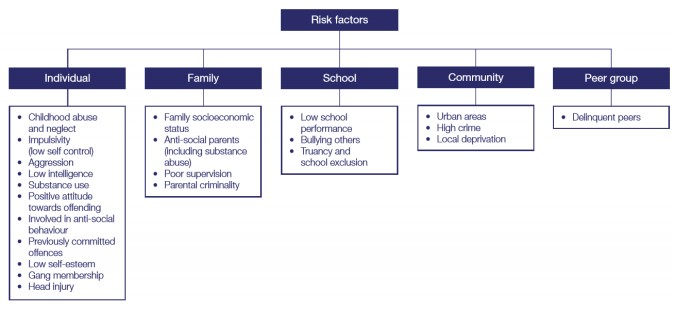 Risk factors
Individual
Family
School
Community
Peer group
• Childhood abuse
and neglect
• Impulsivity
(low self control)
• Aggression
• Low intelligence
• Substance use
• Positive attitude
towards offending
• Involved in anti-social
behaviour
• Previously committed
offences
• Low self-esteem
• Gang membership
• Head injury
• Family socioeconomic
status
• Anti-social parents
(including substance
abuse)
• Poor supervision
• Parental criminality
• Low school
performance
• Bullying others
• Truancy and
school exclusion
• Urban areas
• High crime
• Local deprivation
• Delinquent peers